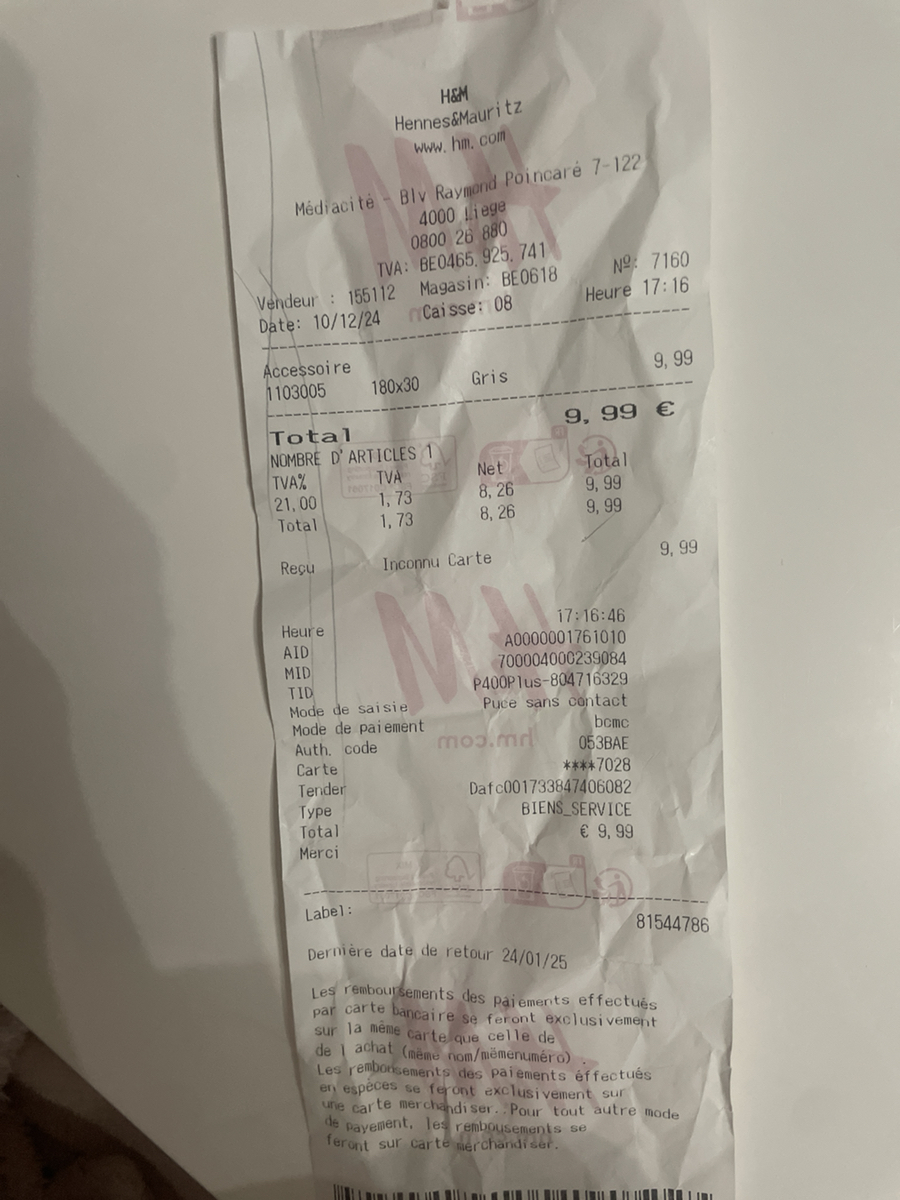 H&M
Hennes&Mauritz
www.hm.com
Médiacité - Blv Raymond Poincaré 7-122
4000 Liege
0800 26 880
TVA: BE0465.925.741
Vendeur : 155112 Magasin: BE0618 Nº: 7160
Date: 10/12/24 Caisse: 08 Heure 17:16
Accessoire 9,99
1103005 180x30 Gris
Total 9,99 €
NOMBRE D'ARTICLES 1
TVA% TVA Net Total
21,00 1,73 8,26 9,99
Total 1,73 8,26 9,99
Reçu Inconnu Carte 9,99
Heure 17:16:46
AID A0000001761010
MID 700004000239084
TID P400Plus-804716329
Mode de saisie Puce sans contact
Mode de paiement bcmc
Auth. code 053BAE
Carte ****7028
Tender Dafc001733847406082
Type BIENS_SERVICE
Total € 9,99
Merci
Label: 81544786
Dernière date de retour 24/01/25
Les remboursements des paiements effectués
par carte bancaire se feront exclusivement
sur la même carte que celle de
de l achat (même nom/mêmenuméro) .
Les rembousements des paiements éffectués
en espèces se feront exclusivement sur
une carte merchandiser..Pour tout autre mode
de payement, les rembousements se
feront sur carte merchandiser.
H&M
hm.com